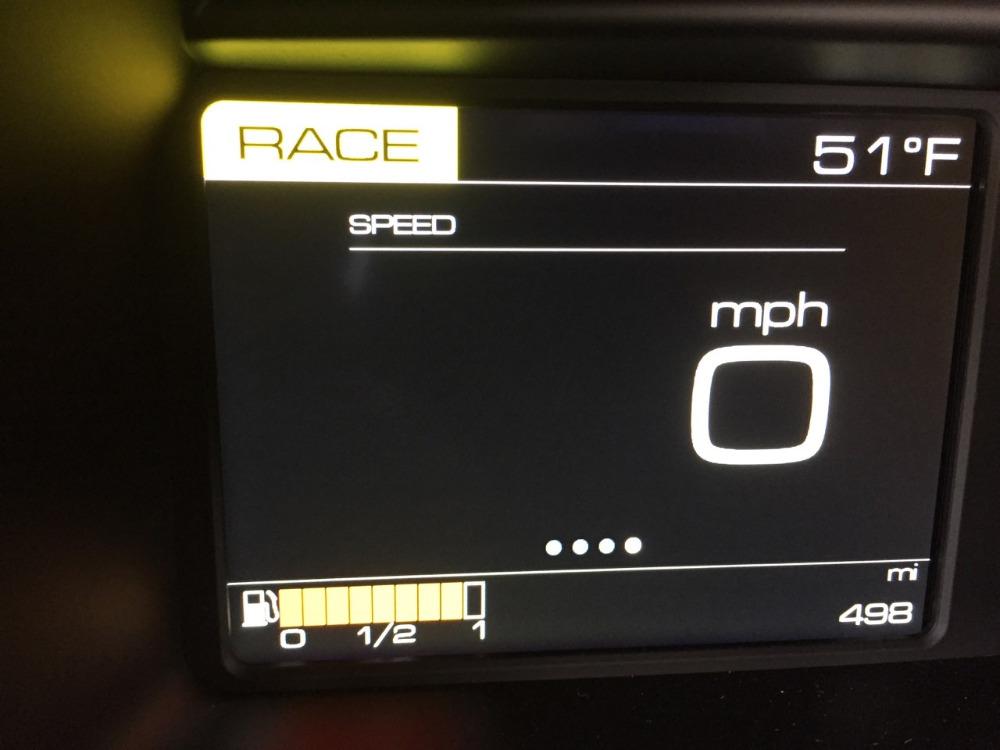 RACE
51°F
SPEED
mph
0
mi
498
0 1/2 1